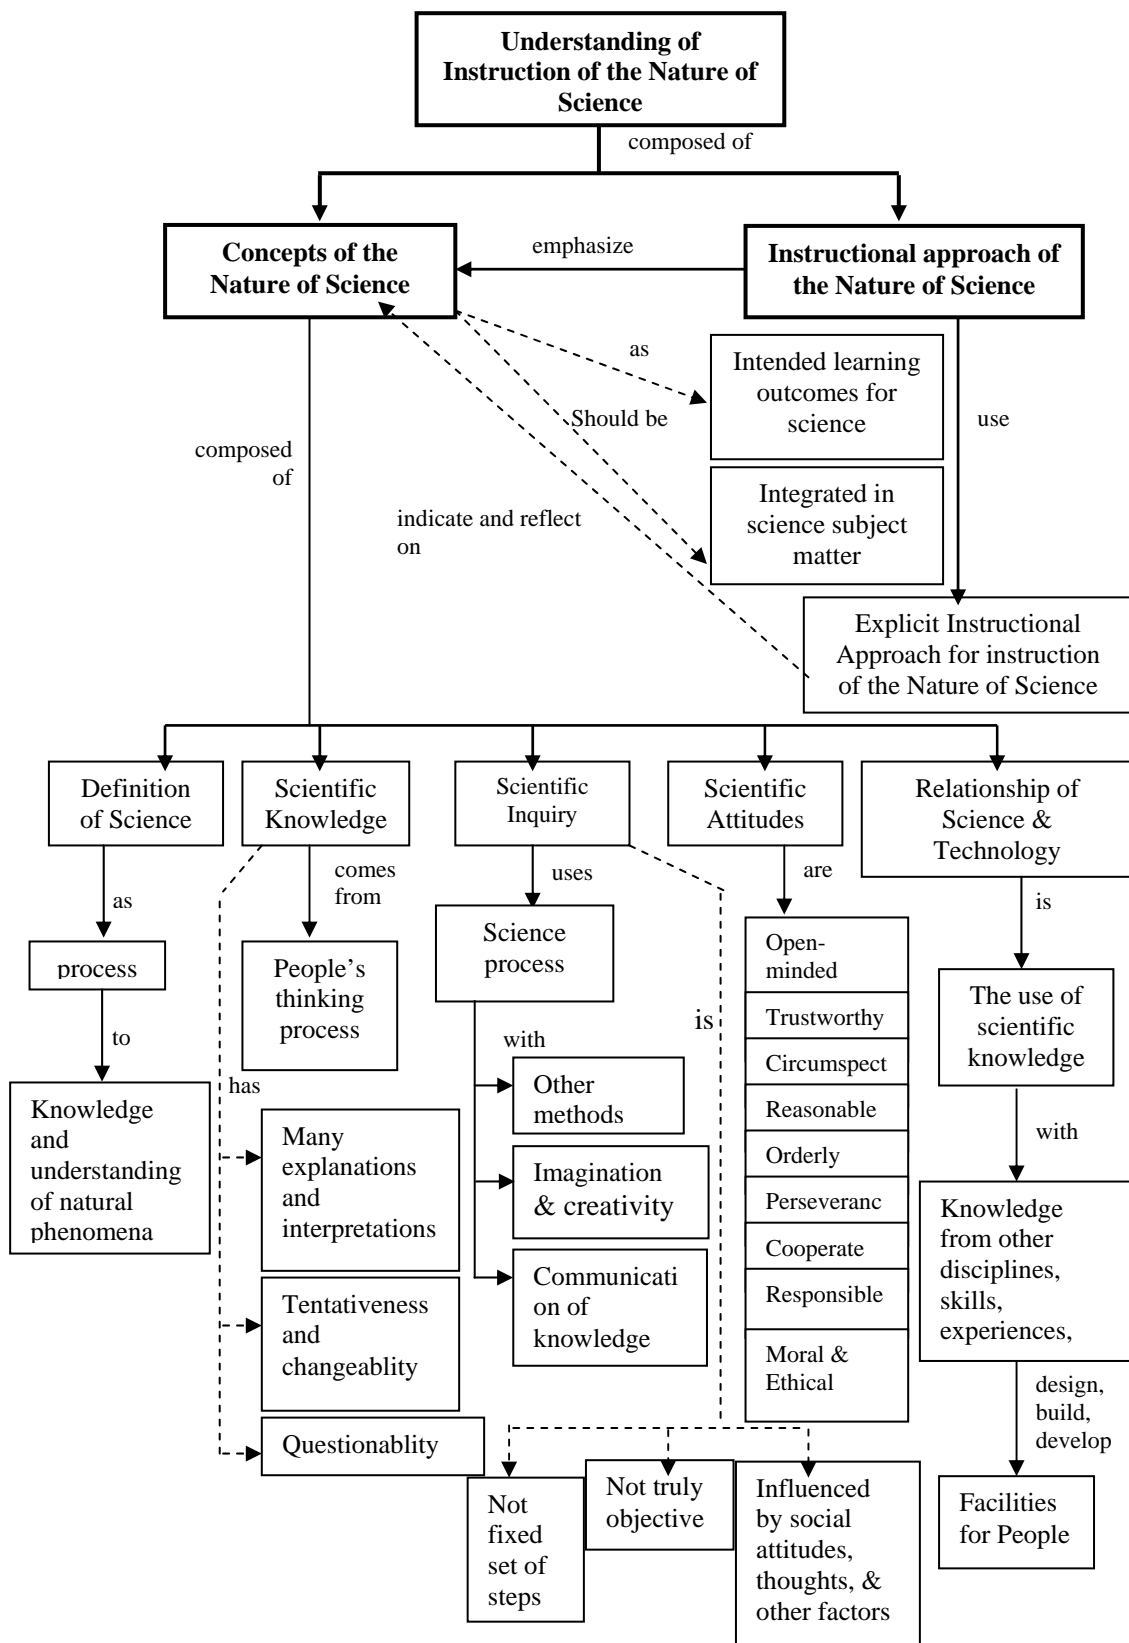 Understanding of
Instruction of the Nature of
Science
composed of
Concepts of the
Nature of Science
emphasize
Instructional approach of
the Nature of Science
as
Intended learning
outcomes for
science
Should be
use
composed
of
Integrated in
science subject
matter
indicate and reflect
on
Explicit Instructional
Approach for instruction
of the Nature of Science
Definition
of Science
Scientific
Knowledge
Scientific
Inquiry
Scientific
Attitudes
Relationship of
Science &
Technology
as
comes
from
uses
are
is
process
People’s
thinking
process
Science
process
Open-
minded
Trustworthy
Circumspect
Reasonable
Orderly
Perseveranc
Cooperate
Responsible
Moral &
Ethical
The use of
scientific
knowledge
to
has
with
is
with
Knowledge
and
understanding
of natural
phenomena
Many
explanations
and
interpretations
Tentativeness
and
changeablity
Questionablity
Other
methods
Imagination
& creativity
Communicati
on of
knowledge
Knowledge
from other
disciplines,
skills,
experiences,
design,
build,
develop
Not
fixed
set of
steps
Not truly
objective
Influenced
by social
attitudes,
thoughts, &
other factors
Facilities
for People